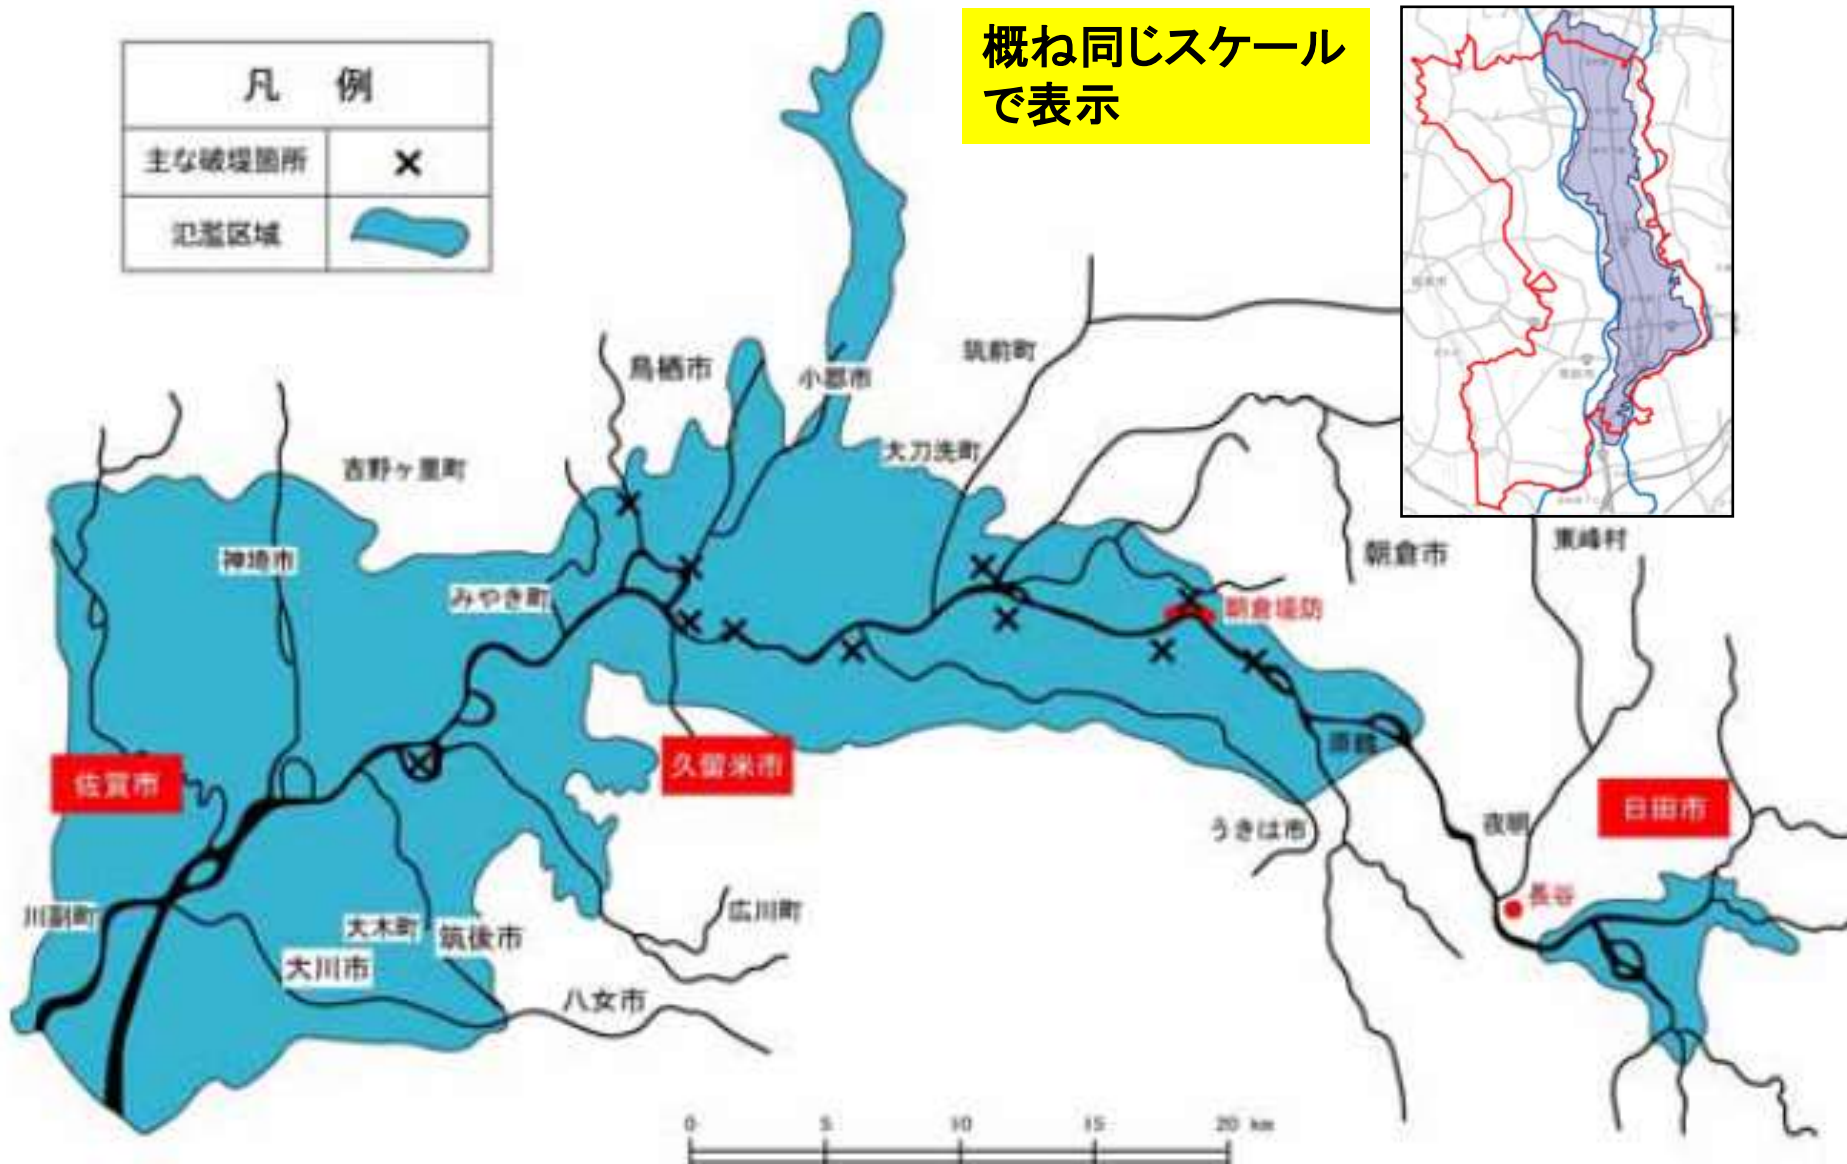 概ね同じスケール
で表示
凡 例
主な破堤箇所
氾濫区域
鳥栖市
小郡市
筑前町
吉野ヶ里町
大刀洗町
神埼市
みやき町
朝倉市
東峰村
朝倉堤防
佐賀市
久留米市
原鶴
日田市
うきは市
夜明
長谷
川副町
大木町
筑後市
広川町
大川市
八女市
0 5 10 15 20 km